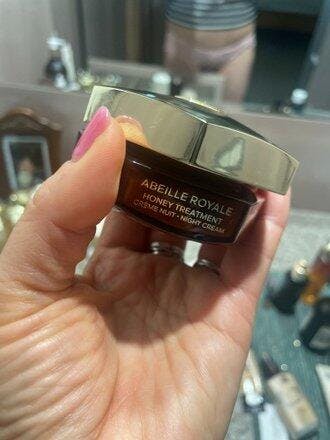 ABEILLE ROYALE
HONEY TREATMENT
CRÈME NUIT • NIGHT CREAM